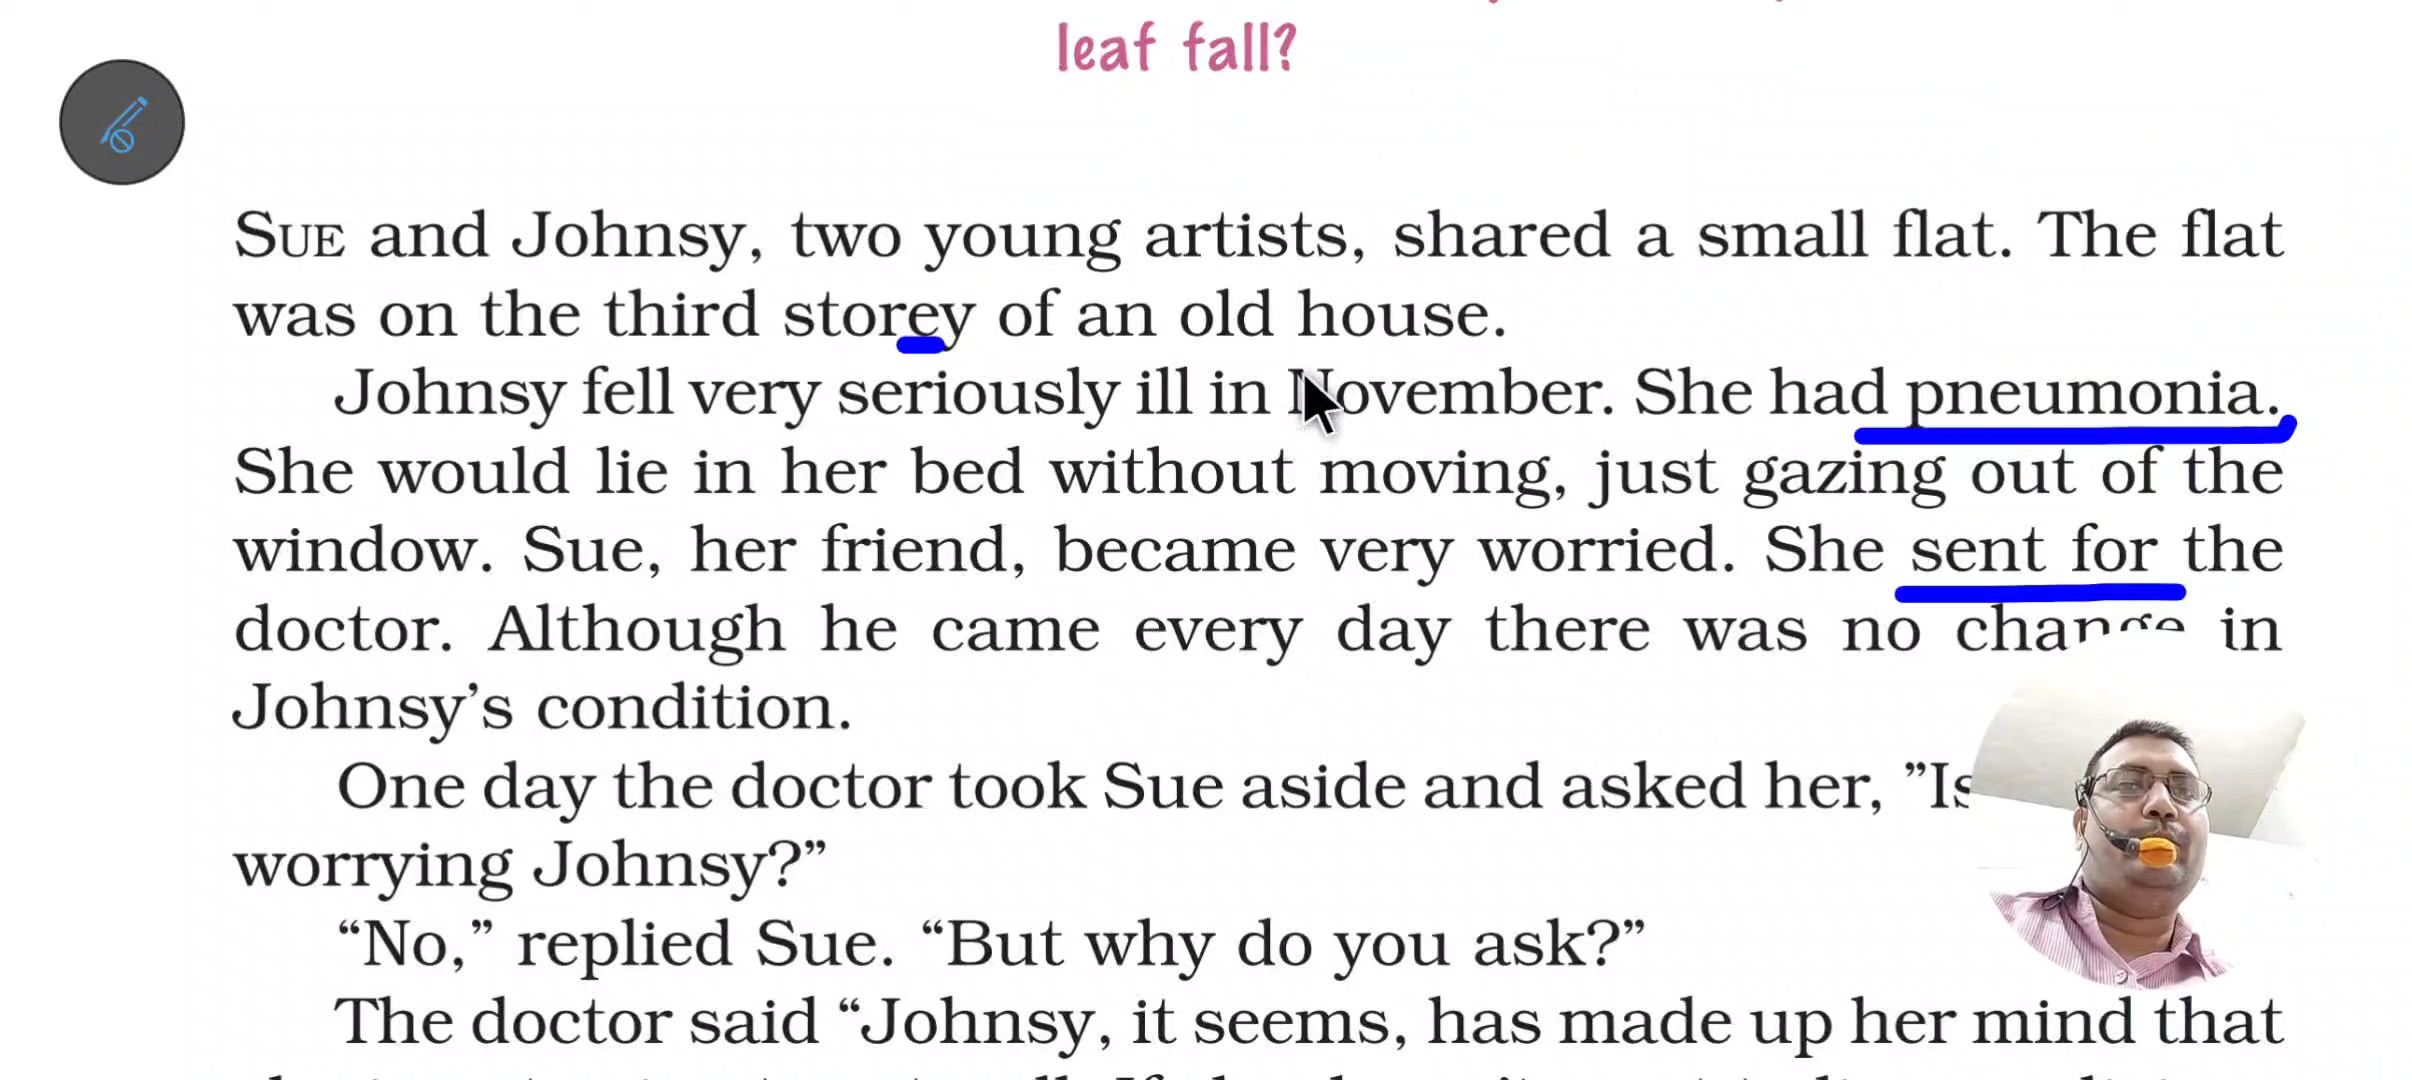 leaf fall?
SUE and Johnsy, two young artists, shared a small flat. The flat
was on the third storey of an old house.
Johnsy fell very seriously ill in November. She had pneumonia.
She would lie in her bed without moving, just gazing out of the
window. Sue, her friend, became very worried. She sent for the
doctor. Although he came every day there was no change in
Johnsy’s condition.
One day the doctor took Sue aside and asked her, ”Is
worrying Johnsy?”
“No,” replied Sue. “But why do you ask?”
The doctor said “Johnsy, it seems, has made up her mind that